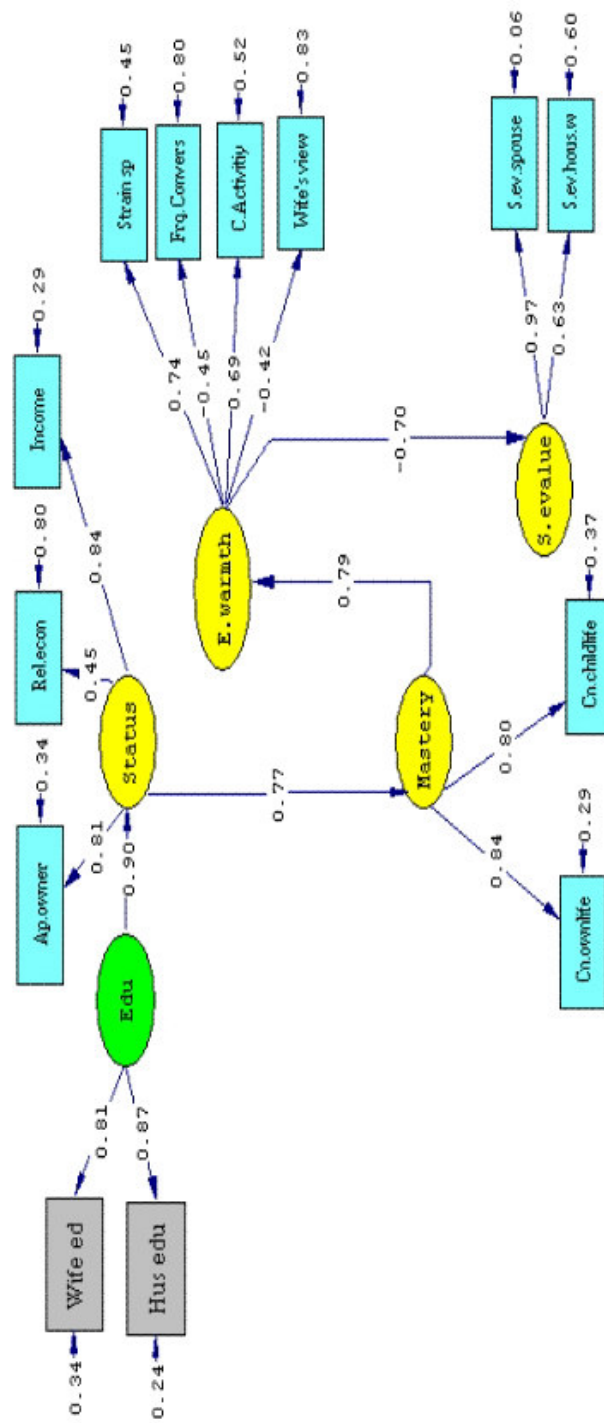 0.34
Wife ed
0.24
Hus edu
0.81
0.87
Edu
0.90
0.34
Ap.owner
0.81
0.80
Rel.econ
0.45
0.29
Income
0.84
Status
0.77
Mastery
0.84
0.80
Cn.ownlife
0.29
Cn.childlife
0.37
0.79
E.warmth
0.74
-0.45
0.69
-0.42
Strain sp
0.45
Frq.Convers
0.80
C.Activitiy
0.52
Wife's view
0.83
-0.70
S.evalue
0.97
0.63
S.ev.spouse
0.06
S.ev.hous.w
0.60